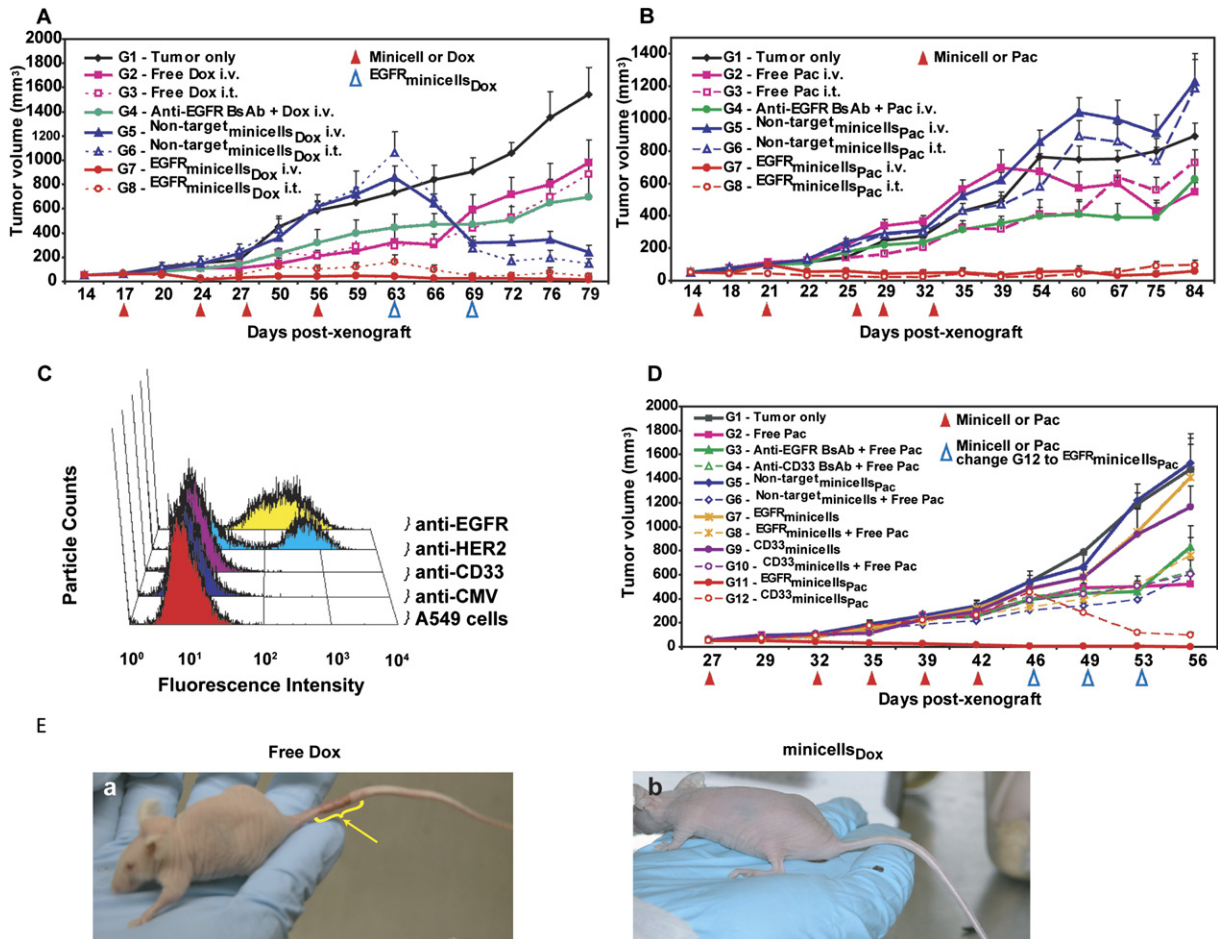 A
Tumor volume (mm³)
2000
1800
1600
1400
1200
1000
800
600
400
200
0
G1 - Tumor only
G2 - Free Dox i.v.
G3 - Free Dox i.t.
G4 - Anti-EGFR BsAb + Dox i.v.
G5 - Non-targetminicellsDox i.v.
G6 - Non-targetminicellsDox i.t.
G7 - EGFRminicellsDox i.v.
G8 - EGFRminicellsDox i.t.
Minicell or Dox
EGFRminicellsDox
14 17 20 24 27 50 56 59 63 66 69 72 76 79
Days post-xenograft
B
Tumor volume (mm³)
1400
1200
1000
800
600
400
200
0
G1 - Tumor only
G2 - Free Pac i.v.
G3 - Free Pac i.t.
G4 - Anti-EGFR BsAb + Pac i.v.
G5 - Non-targetminicellsPac i.v.
G6 - Non-targetminicellsPac i.t.
G7 - EGFRminicellsPac i.v.
G8 - EGFRminicellsPac i.t.
Minicell or Pac
14 18 21 22 25 29 32 35 39 54 60 67 75 84
Days post-xenograft
C
Particle Counts
} anti-EGFR
} anti-HER2
} anti-CD33
} anti-CMV
} A549 cells
10⁰ 10¹ 10² 10³ 10⁴
Fluorescence Intensity
D
Tumor volume (mm³)
2000
1800
1600
1400
1200
1000
800
600
400
200
0
G1 - Tumor only
G2 - Free Pac
G3 - Anti-EGFR BsAb + Free Pac
G4 - Anti-CD33 BsAb + Free Pac
G5 - Non-targetminicellsPac
G6 - Non-targetminicells + Free Pac
G7 - EGFRminicells
G8 - EGFRminicells + Free Pac
G9 - CD33minicells
G10 - CD33minicells + Free Pac
G11 - EGFRminicellsPac
G12 - CD33minicellsPac
Minicell or Pac
Minicell or Pac
change G12 to EGFRminicellsPac
27 29 32 35 39 42 46 49 53 56
Days post-xenograft
E
Free Dox
a
minicellsDox
b